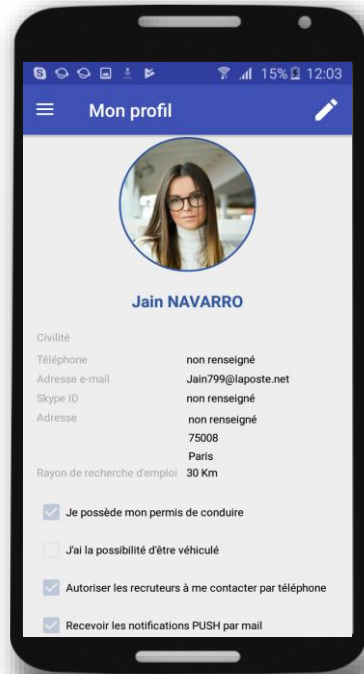 15% 12:03
Mon profil
Jain NAVARRO
Civilité
Téléphone non renseigné
Adresse e-mail Jain799@laposte.net
Skype ID non renseigné
Adresse non renseigné
75008
Paris
Rayon de recherche d'emploi 30 Km
Je possède mon permis de conduire
J'ai la possibilité d'être véhiculé
Autoriser les recruteurs à me contacter par téléphone
Recevoir les notifications PUSH par mail